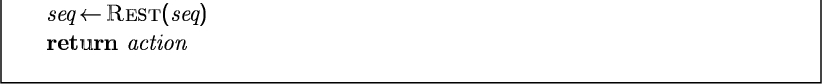 seq ← REST(seq)
return action